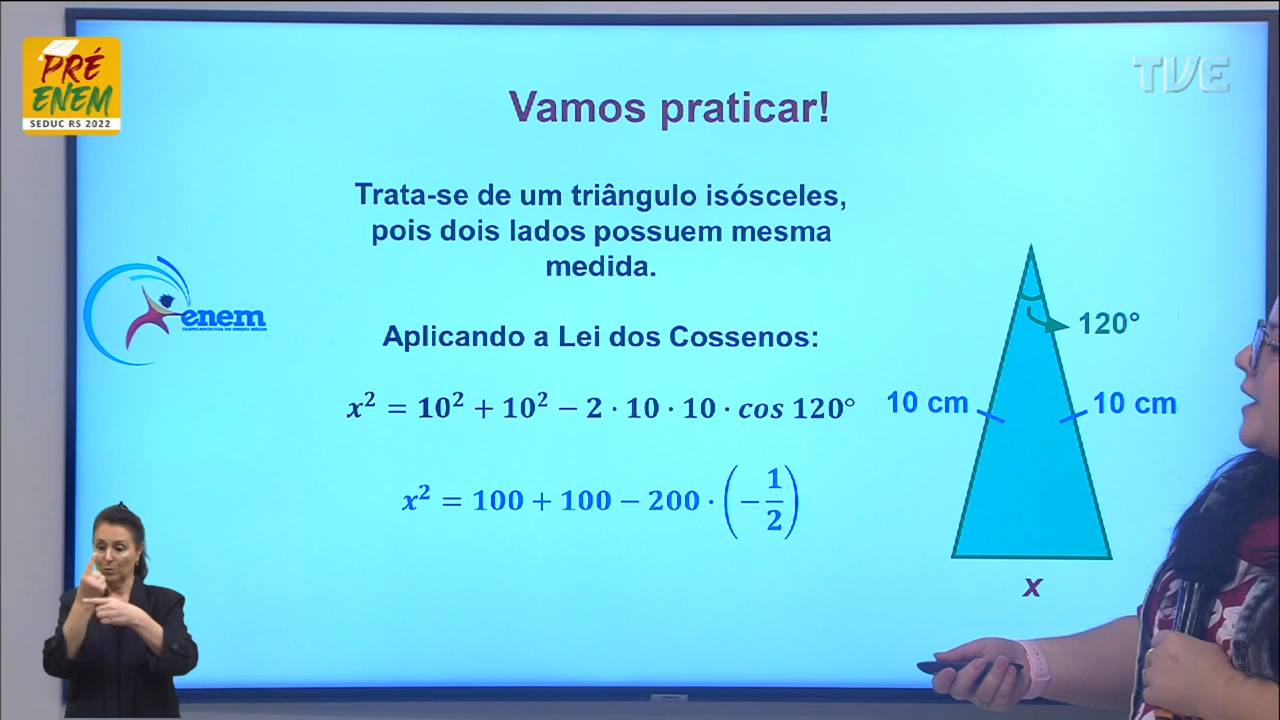 PRÉ
ENEM
SEDUC RS 2022
TVE
Vamos praticar!
Trata-se de um triângulo isósceles,
pois dois lados possuem mesma
medida.
enem
Aplicando a Lei dos Cossenos:
x² = 10² + 10² − 2 · 10 · 10 · cos 120°
x² = 100 + 100 − 200 · (−1/2)
120°
10 cm
10 cm
x